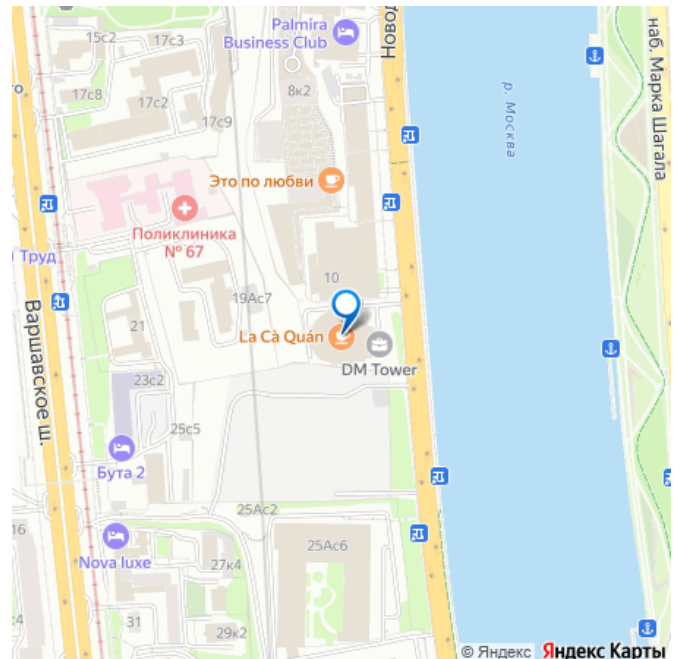 15с2
17с3
Palmira
Business Club
Новод
наб. Марка Шагала
17с8
17с2
8к2
17с9
р. Москва
Это по любви
Поликлиника
№ 67
Труд
Варшавское ш.
19Ас7
10
21
La Cà Quán
DM Tower
23с2
25с5
Бута 2
25Ас2
16
Nova luxe
27к4
25Ас6
4с2
31
29к2
© Яндекс Яндекс Карты